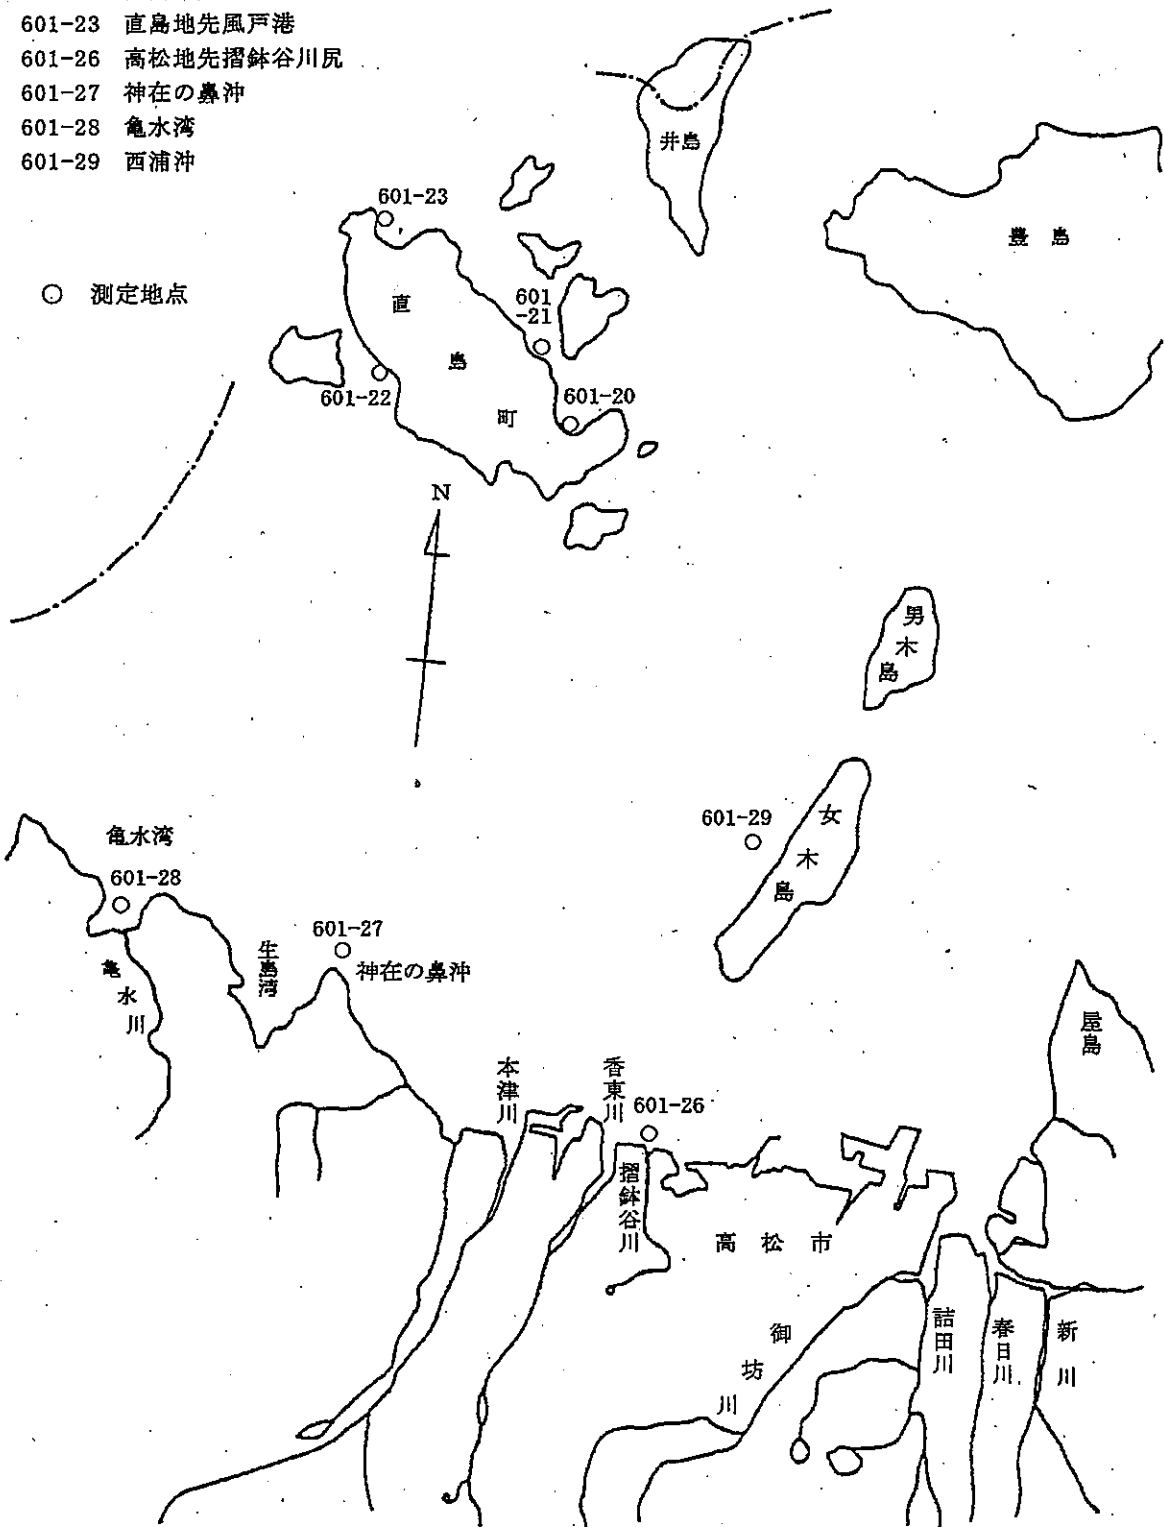 601-23 直島地先風戸港
601-26 高松地先摺鉢谷川尻
601-27 神在の鼻沖
601-28 亀水湾
601-29 西浦沖
○ 測定地点
井島
豊島
601-23
直島町
601
-21
601-22
601-20
N
男木島
女木島
601-29
亀水湾
601-28
亀水川
生島湾
601-27
神在の鼻沖
屋島
本津川
香東川
601-26
摺鉢谷川
高松市
御坊川
詰田川
春日川
新川